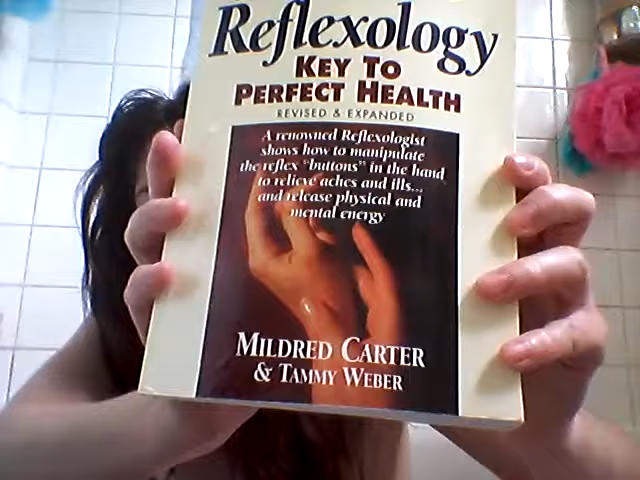 Reflexology
KEY TO
PERFECT HEALTH
REVISED & EXPANDED
A renowned Reflexologist
shows how to manipulate
the reflex "buttons" in the hand
to relieve aches and ills...
and release physical and
mental energy
MILDRED CARTER
& TAMMY WEBER